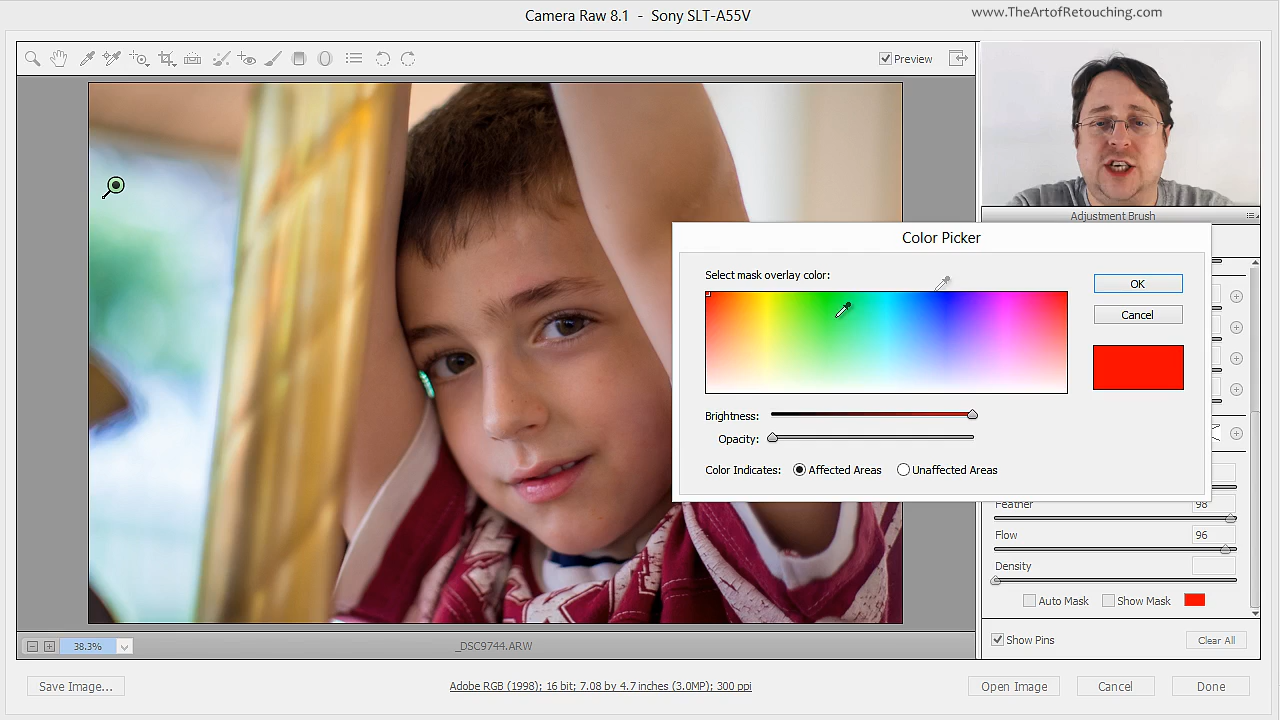 Camera Raw 8.1 - Sony SLT-A55V
www.TheArtofRetouching.com
Preview
Adjustment Brush
Color Picker
Select mask overlay color:
OK
Cancel
Brightness:
Opacity:
Color Indicates: Affected Areas Unaffected Areas
Feather 98
Flow 96
Density
Auto Mask Show Mask
38.3% _DSC9744.ARW
Show Pins Clear All
Save Image... Adobe RGB (1998); 16 bit; 7.08 by 4.7 inches (3.0MP); 300 ppi Open Image Cancel Done